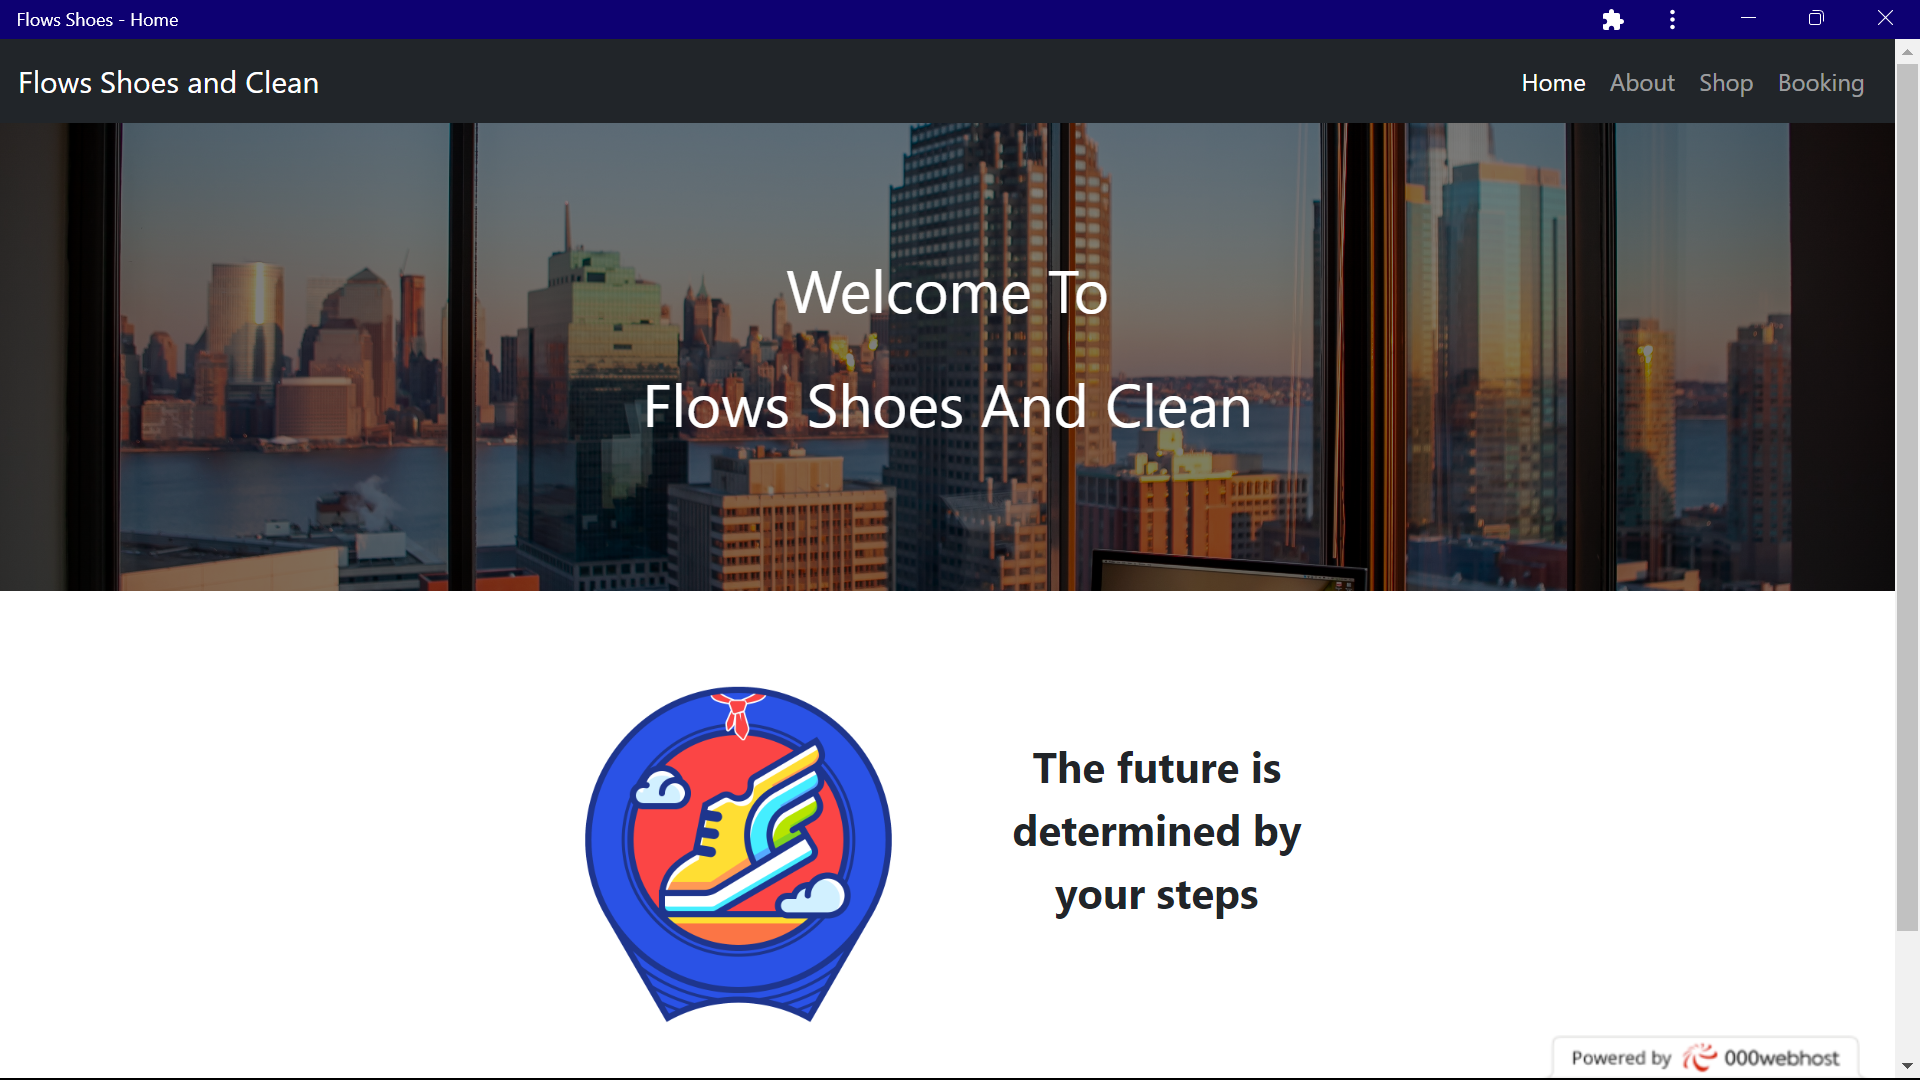 Flows Shoes - Home
Flows Shoes and Clean
Home About Shop Booking
Welcome To
Flows Shoes And Clean
The future is
determined by
your steps
Powered by 000webhost